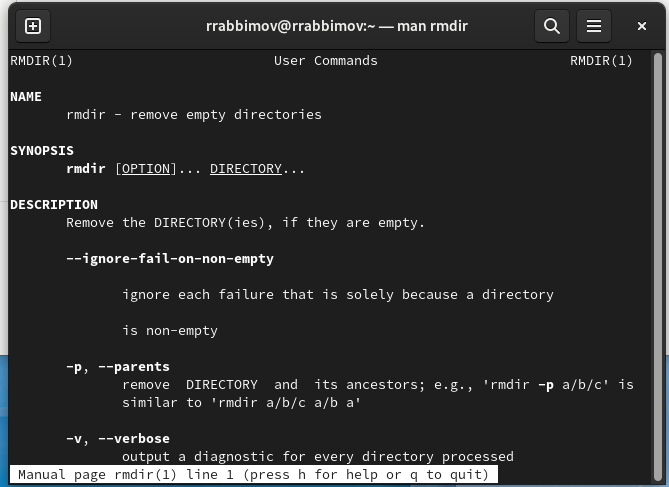 rrabbimov@rrabbimov:~ — man rmdir
RMDIR(1) User Commands RMDIR(1)
NAME
rmdir - remove empty directories
SYNOPSIS
rmdir [OPTION]... DIRECTORY...
DESCRIPTION
Remove the DIRECTORY(ies), if they are empty.
--ignore-fail-on-non-empty
ignore each failure that is solely because a directory
is non-empty
-p, --parents
remove DIRECTORY and its ancestors; e.g., 'rmdir -p a/b/c' is
similar to 'rmdir a/b/c a/b a'
-v, --verbose
output a diagnostic for every directory processed
Manual page rmdir(1) line 1 (press h for help or q to quit)